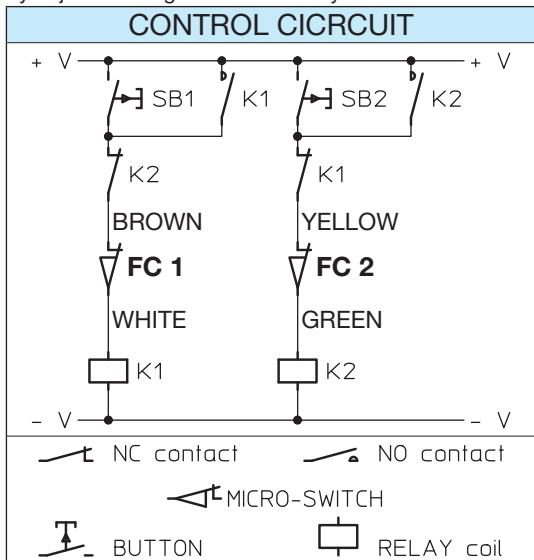 CONTROL CICRCUIT
+ V + V
SB1 K1 SB2 K2
K2 K1
BROWN YELLOW
FC 1 FC 2
WHITE GREEN
K1 K2
- V - V
NC contact NO contact
MICRO-SWITCH
BUTTON RELAY coil